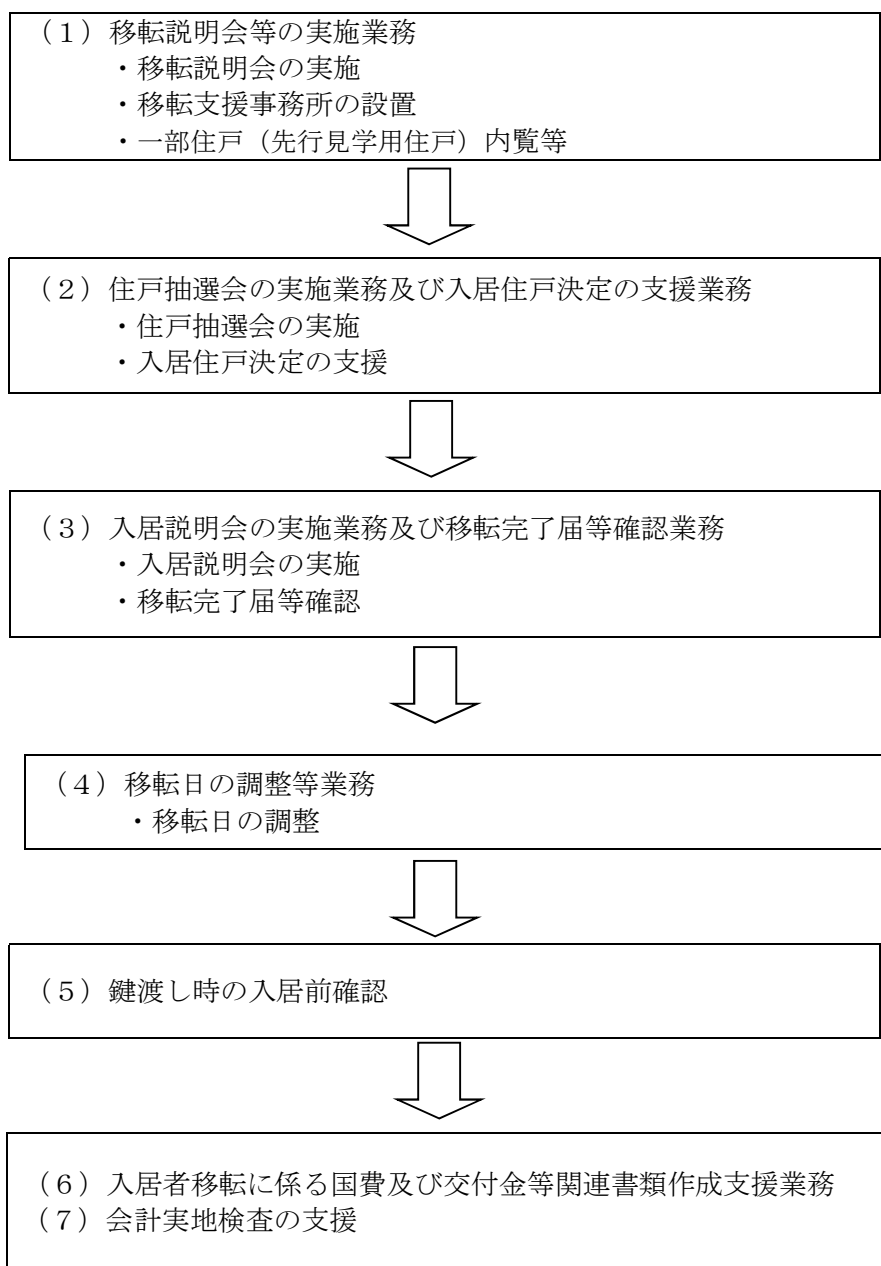 （１）移転説明会等の実施業務
・移転説明会の実施
・移転支援事務所の設置
・一部住戸（先行見学用住戸）内覧等
（２）住戸抽選会の実施業務及び入居住戸決定の支援業務
・住戸抽選会の実施
・入居住戸決定の支援
（３）入居説明会の実施業務及び移転完了届等確認業務
・入居説明会の実施
・移転完了届等確認
（４）移転日の調整等業務
・移転日の調整
（５）鍵渡し時の入居前確認
（６）入居者移転に係る国費及び交付金等関連書類作成支援業務
（７）会計実地検査の支援